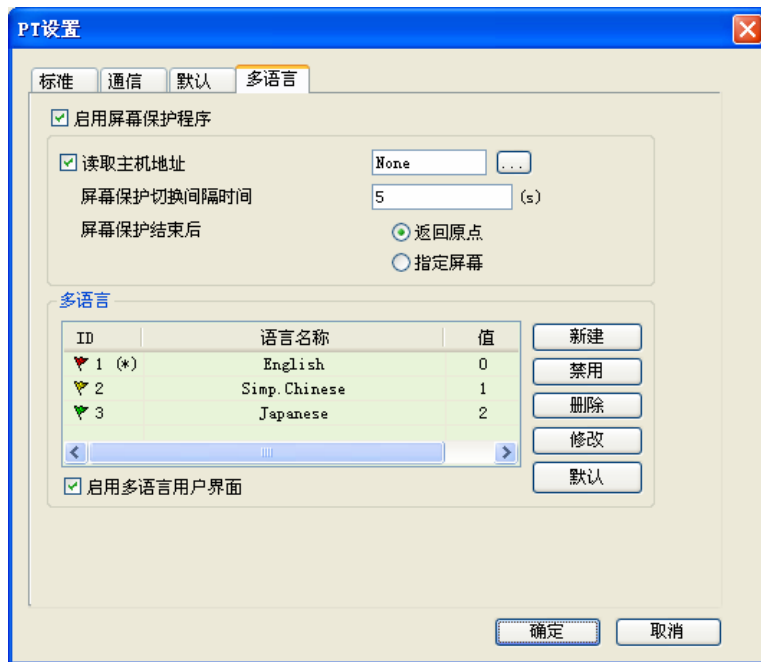 PT设置
标准 通信 默认 多语言
启用屏幕保护程序
读取主机地址 None ...
屏幕保护切换间隔时间 5 (s)
屏幕保护结束后 返回原点
指定屏幕
多语言
ID 语言名称 值 新建
1 (*) English 0 禁用
2 Simp.Chinese 1 删除
3 Japanese 2 修改
默认
启用多语言用户界面
确定 取消